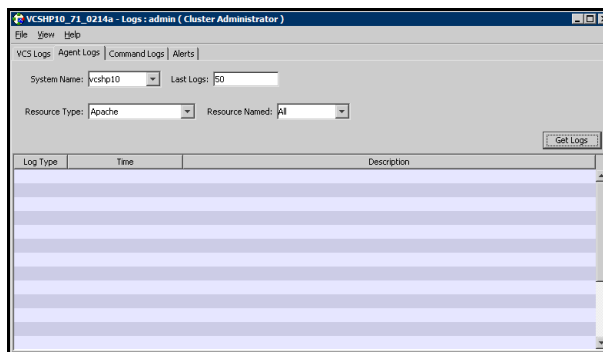 VCSHP10_71_0214a - Logs : admin ( Cluster Administrator )
File View Help
VCS Logs Agent Logs Command Logs Alerts
System Name: vcshp10 Last Logs: 50
Resource Type: Apache Resource Named: All
Get Logs
Log Type Time Description